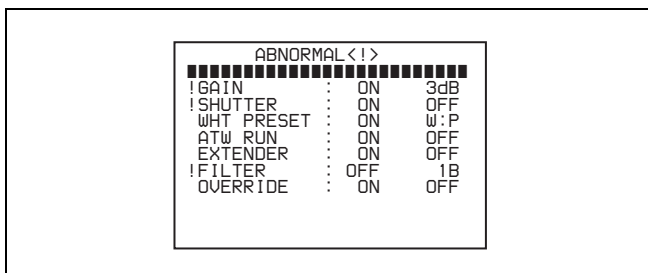 ABNORMAL<!>
!GAIN : ON 3dB
!SHUTTER : ON OFF
WHT PRESET : ON W:P
ATW RUN : ON OFF
EXTENDER : ON OFF
!FILTER : OFF 1B
OVERRIDE : ON OFF